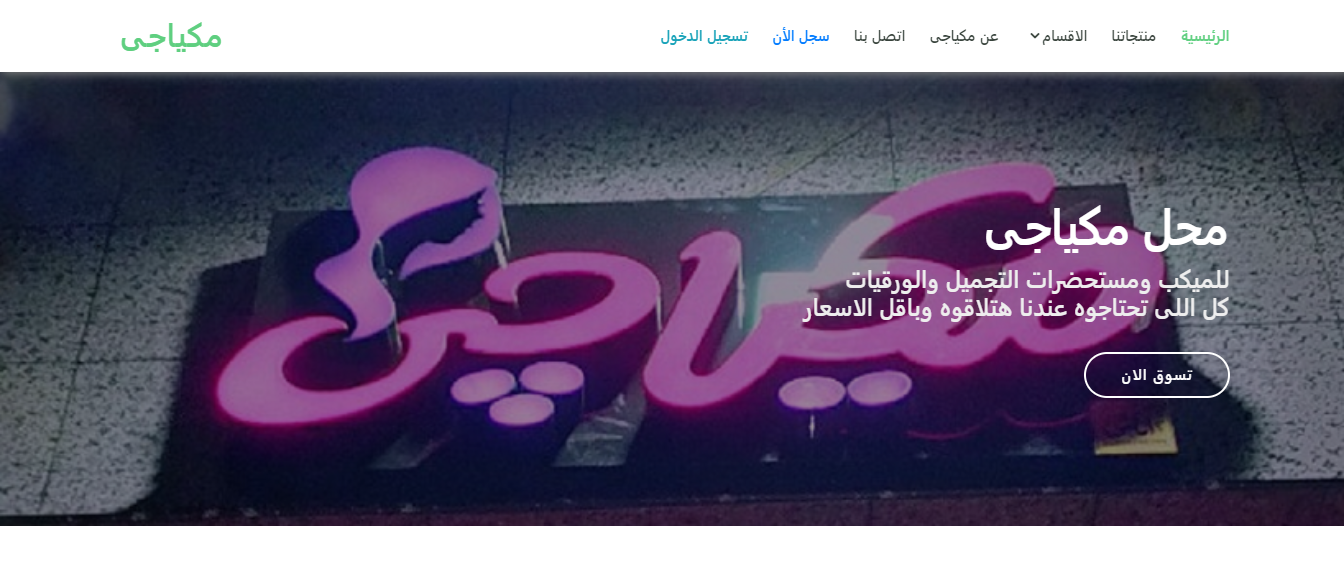 الرئيسية
منتجاتنا
الاقسام
عن مكياجى
اتصل بنا
سجل الأن
تسجيل الدخول
مكياجى
محل مكياجى
للميكب ومستحضرات التجميل والورقيات
كل اللى تحتاجوه عندنا هتلاقوه وباقل الاسعار
تسوق الان
مكياجي